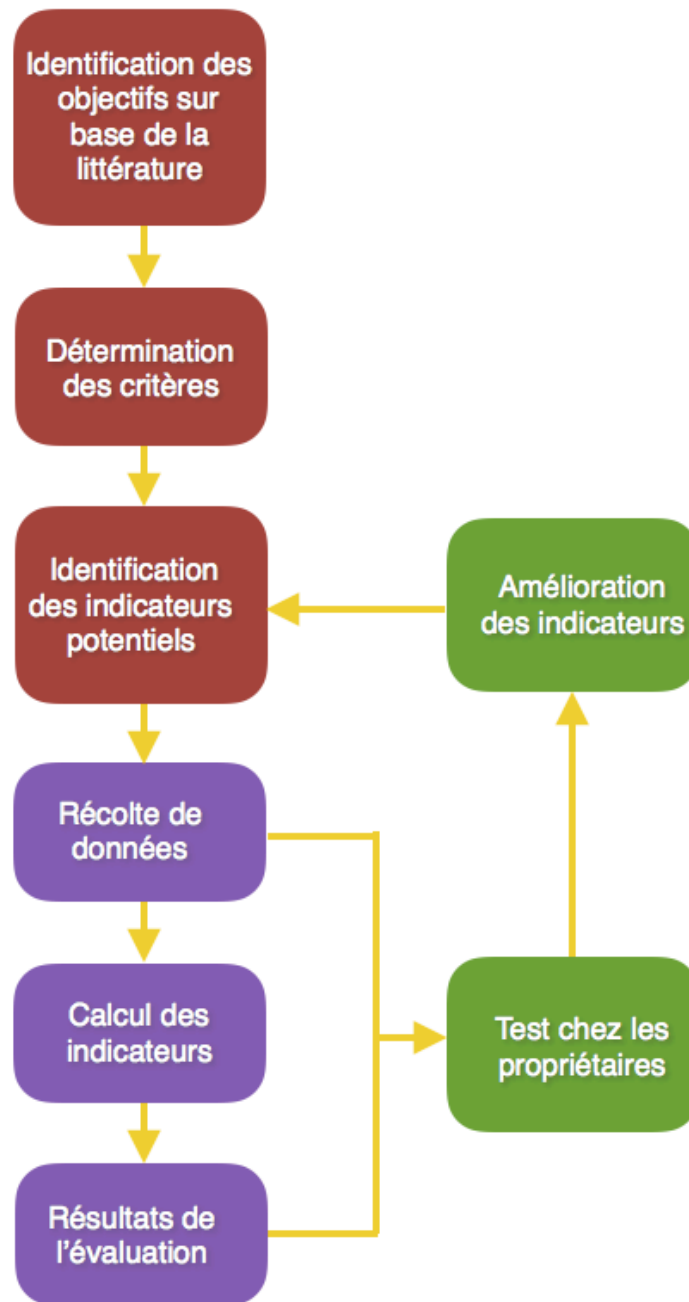 Identification des
objectifs sur
base de la
littérature
Détermination
des critères
Identification
des indicateurs
potentiels
Amélioration
des indicateurs
Récolte de
données
Calcul des
indicateurs
Test chez les
propriétaires
Résultats de
l'évaluation